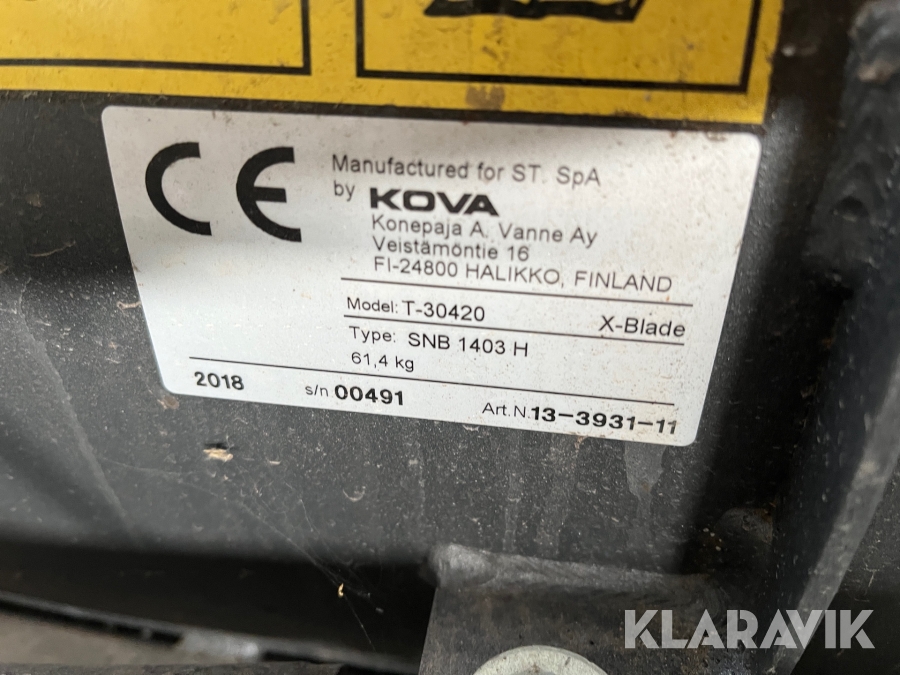 CE
Manufactured for ST. SpA
by KOVA
Konepaja A. Vanne Ay
Veistämöntie 16
FI-24800 HALIKKO, FINLAND
Model: T-30420 X-Blade
Type: SNB 1403 H
61,4 kg
2018 s/n 00491 Art.N. 13-3931-11
KLARAVIK